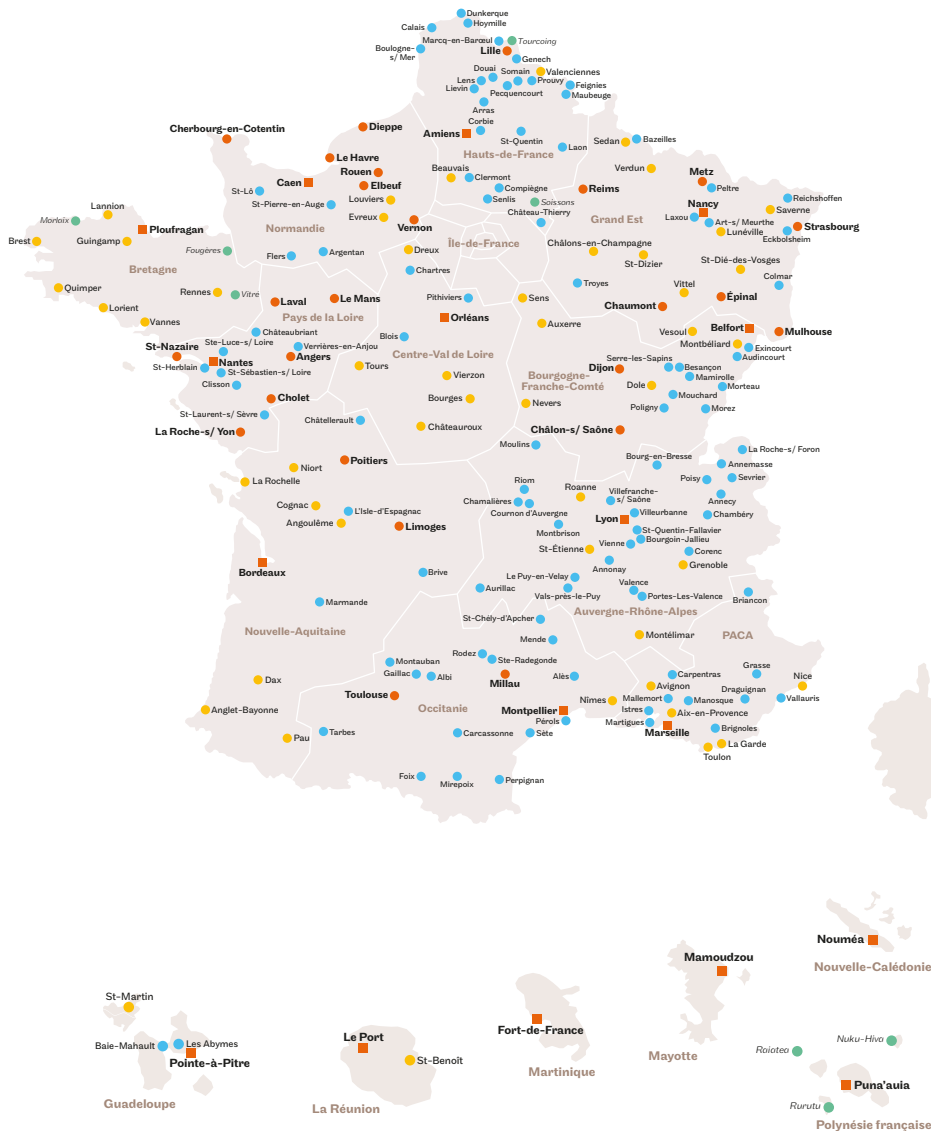 Dunkerque
Hoymille
Calais
Marcq-en-Barœul
Tourcoing
Boulogne-
s/ Mer
Lille
Genech
Douai
Somain
Valenciennes
Lens
Prouvy
Feignies
Lievin
Pecquencourt
Maubeuge
Arras
Corbie
Cherbourg-en-Cotentin
Dieppe
Amiens
St-Quentin
Sedan
Bazeilles
Laon
Hauts-de-France
Le Havre
Rouen
Beauvais
Clermont
Verdun
Metz
Caen
Elbeuf
Compiègne
Reims
Peltre
St-Lô
Louviers
Senlis
Soissons
Nancy
Reichshoffen
St-Pierre-en-Auge
Château-Thierry
Saverne
Lannion
Morlaix
Evreux
Laxou
Art-s/ Meurthe
Grand Est
Vernon
Normandie
Ploufragan
Strasbourg
Lunéville
Eckbolsheim
Brest
Guingamp
Île-de-France
Châlons-en-Champagne
Fougères
Dreux
Flers
Argentan
St-Dizier
St-Dié-des-Vosges
Bretagne
Chartres
Colmar
Troyes
Vittel
Quimper
Rennes
Vitré
Laval
Le Mans
Pithiviers
Sens
Épinal
Lorient
Chaumont
Pays de la Loire
Orléans
Vannes
Auxerre
Châteaubriant
Belfort
Mulhouse
Vesoul
Blois
Ste-Luce-s/ Loire
St-Nazaire
Verrières-en-Anjou
Montbéliard
Exincourt
Centre-Val de Loire
Angers
Serre-les-Sapins
Audincourt
Nantes
St-Herblain
Tours
Dijon
Besançon
St-Sébastien-s/ Loire
Vierzon
Bourgogne-
Franche-Comté
Mamirolle
Clisson
Dole
Morteau
Cholet
Bourges
Nevers
Mouchard
Poligny
Morez
St-Laurent-s/ Sèvre
Châtellerault
Châteauroux
La Roche-s/ Yon
Châlon-s/ Saône
Moulins
La Roche-s/ Foron
Bourg-en-Bresse
Poitiers
Annemasse
Niort
La Rochelle
Riom
Roanne
Poisy
Sevrier
Villefranche-
s/ Saône
Annecy
Chamalières
Cognac
L'Isle-d'Espagnac
Cournon d'Auvergne
Villeurbanne
Chambéry
Angoulême
Limoges
Lyon
Montbrison
St-Quentin-Fallavier
Bourgoin-Jallieu
Vienne
St-Étienne
Corenc
Bordeaux
Annonay
Grenoble
Brive
Le Puy-en-Velay
Aurillac
Vals-près-le-Puy
Valence
Portes-Les-Valence
Briancon
Marmande
Auvergne-Rhône-Alpes
St-Chély-d'Apcher
Nouvelle-Aquitaine
Mende
Montélimar
PACA
Rodez
Ste-Radegonde
Montauban
Grasse
Gaillac
Albi
Millau
Alès
Carpentras
Nice
Dax
Avignon
Draguignan
Toulouse
Nîmes
Mallemort
Manosque
Vallauris
Anglet-Bayonne
Occitanie
Montpellier
Istres
Aix-en-Provence
Pérols
Martigues
Marseille
Brignoles
Tarbes
Carcassonne
Sète
Pau
La Garde
Toulon
Foix
Mirepoix
Perpignan
Nouméa
Nouvelle-Calédonie
Mamoudzou
St-Martin
Le Port
Fort-de-France
Nuku-Hiva
Baie-Mahault
Les Abymes
Raiatea
Mayotte
Pointe-à-Pitre
St-Benoît
Martinique
Puna'auia
Guadeloupe
La Réunion
Rurutu
Polynésie française